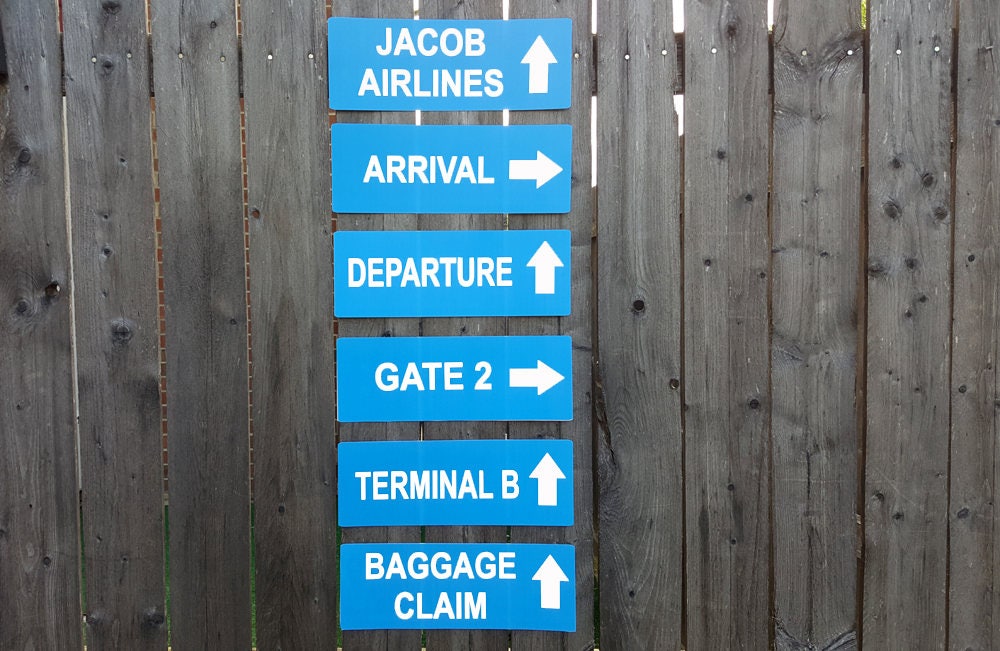 JACOB
AIRLINES
ARRIVAL
DEPARTURE
GATE 2
TERMINAL B
BAGGAGE
CLAIM